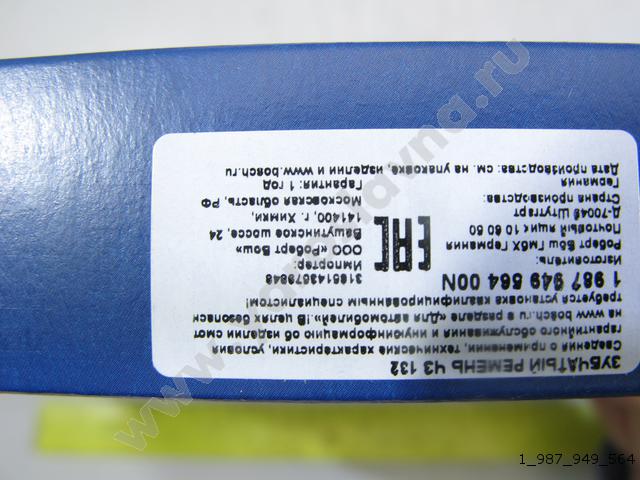 ЗУБЧАТЫЙ РЕМЕНЬ ЧЗ 132
Сведения, о применении, технические характеристики, условия
гарантийного обслуживания и иную информацию об изделии смот
на www.bosch.ru в разделе «Для автомобилей».!В целях безопасн
требуется установка квалифицированным специалистом!
1 987 949 564 00N
Изготовитель:
Роберт Бош ГмбХ Германия
Почтовый ящик 10 60 50
Д-70049 Штутгарт
Страна производства:
Германия
Дата производства: см. на упаковке изделия и www.bosch.ru
3165143579848
Импортер:
ООО «Роберт Бош»
Вашутинское шоссе, 24
141400, г. Химки,
Московская область, РФ
Гарантия: 1 год
EAC
1_987_949_564